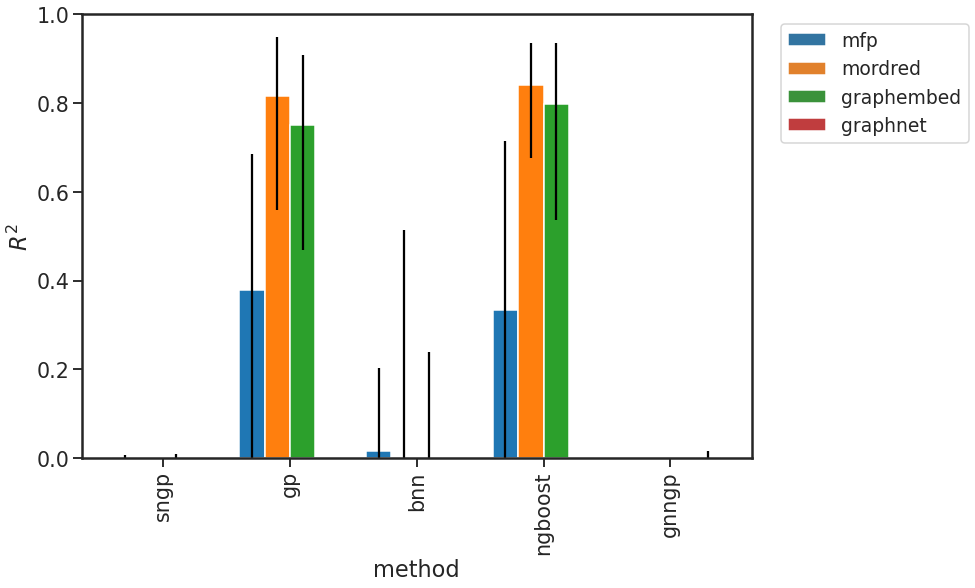 1.0
0.8
0.6
0.4
0.2
0.0
R²
sngp
gp
bnn
ngboost
gnngp
method
mfp
mordred
graphembed
graphnet